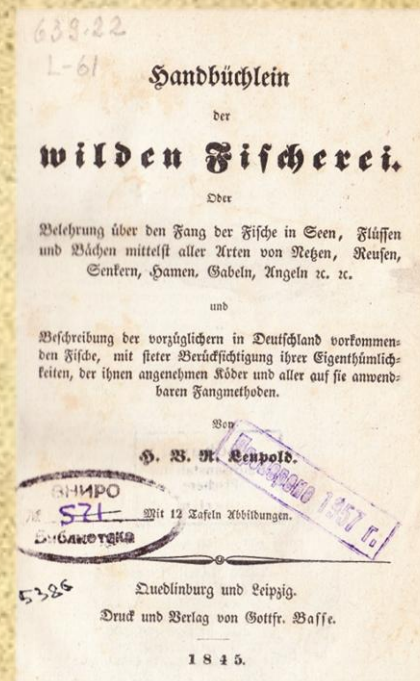 639.22
L-61
Handbüchlein
der
wilden Fischerei.
Oder
Belehrung über den Fang der Fische in Seen, Flüssen
und Bächen mittelst aller Arten von Netzen, Reusen,
Senkern, Hamen, Gabeln, Angeln ꝛc. ꝛc.
und
Beschreibung der vorzüglichern in Deutschland vorkommen-
den Fische, mit steter Berücksichtigung ihrer Eigenthümlich-
keiten, der ihnen angenehmen Köder und aller auf sie anwend-
baren Fangmethoden.
Von
H. B. R. Leupold.
Проверено 1957 г.
ВНИРО
№ 571
Библиотека
Mit 12 Tafeln Abbildungen.
5386
Quedlinburg und Leipzig.
Druck und Verlag von Gottfr. Basse.
1845.